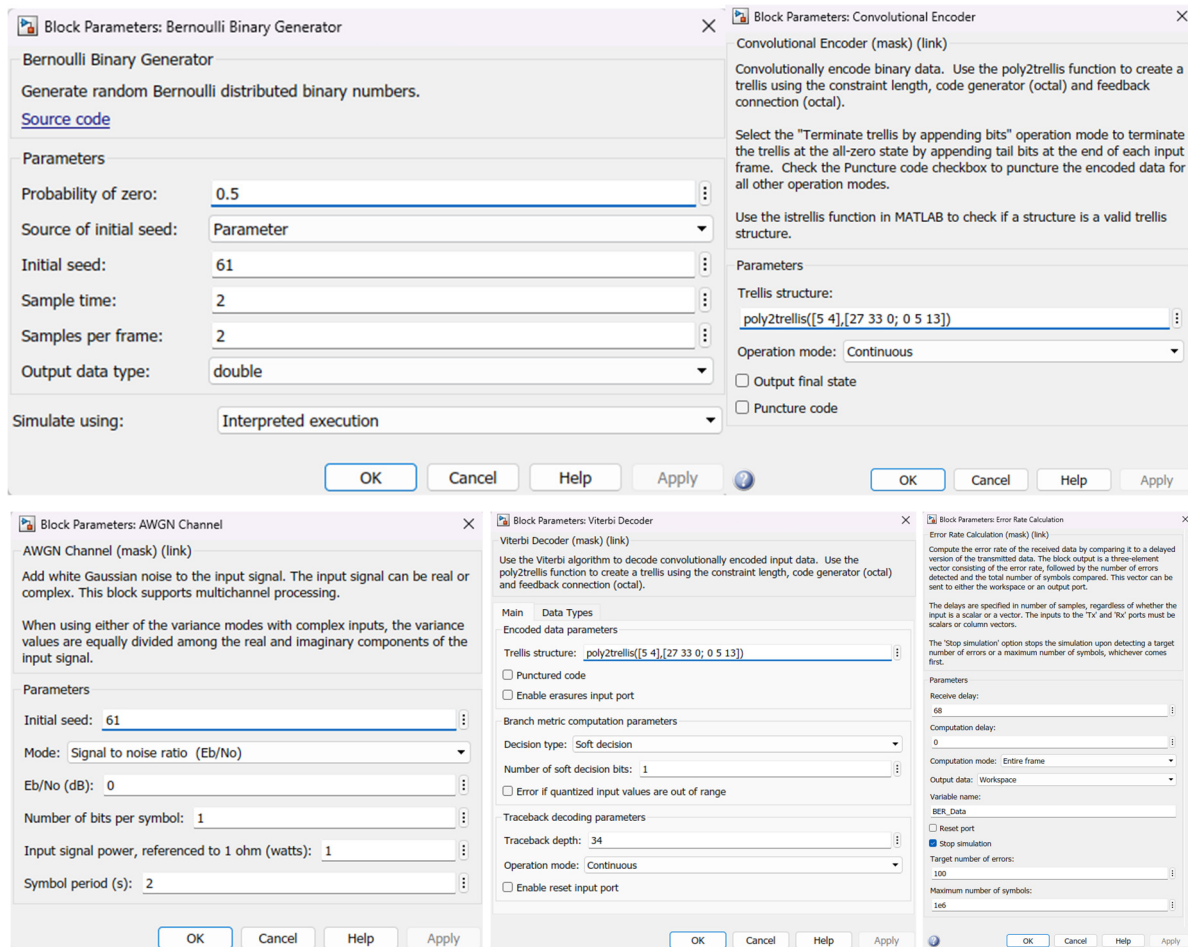 Block Parameters: Bernoulli Binary Generator
Bernoulli Binary Generator
Generate random Bernoulli distributed binary numbers.
Source code
Parameters
Probability of zero: 0.5
Source of initial seed: Parameter
Initial seed: 61
Sample time: 2
Samples per frame: 2
Output data type: double
Simulate using: Interpreted execution
OK Cancel Help Apply
Block Parameters: Convolutional Encoder
Convolutional Encoder (mask) (link)
Convolutionally encode binary data. Use the poly2trellis function to create a
trellis using the constraint length, code generator (octal) and feedback
connection (octal).
Select the "Terminate trellis by appending bits" operation mode to terminate
the trellis at the all-zero state by appending tail bits at the end of each input
frame. Check the Puncture code checkbox to puncture the encoded data for
all other operation modes.
Use the istrellis function in MATLAB to check if a structure is a valid trellis
structure.
Parameters
Trellis structure:
poly2trellis([5 4],[27 33 0; 0 5 13])
Operation mode: Continuous
Output final state
Puncture code
OK Cancel Help Apply
Block Parameters: AWGN Channel
AWGN Channel (mask) (link)
Add white Gaussian noise to the input signal. The input signal can be real or
complex. This block supports multichannel processing.
When using either of the variance modes with complex inputs, the variance
values are equally divided among the real and imaginary components of the
input signal.
Parameters
Initial seed: 61
Mode: Signal to noise ratio (Eb/No)
Eb/No (dB): 0
Number of bits per symbol: 1
Input signal power, referenced to 1 ohm (watts): 1
Symbol period (s): 2
OK Cancel Help Apply
Block Parameters: Viterbi Decoder
Viterbi Decoder (mask) (link)
Use the Viterbi algorithm to decode convolutionally encoded input data. Use the
poly2trellis function to create a trellis using the constraint length, code generator (octal)
and feedback connection (octal).
Main Data Types
Encoded data parameters
Trellis structure: poly2trellis([5 4],[27 33 0; 0 5 13])
Punctured code
Enable erasures input port
Branch metric computation parameters
Decision type: Soft decision
Number of soft decision bits: 1
Error if quantized input values are out of range
Traceback decoding parameters
Traceback depth: 34
Operation mode: Continuous
Enable reset input port
OK Cancel Help Apply
Block Parameters: Error Rate Calculation
Error Rate Calculation (mask) (link)
Compute the error rate of the received data by comparing it to a delayed
version of the transmitted data. The block output is a three-element
vector consisting of the error rate, followed by the number of errors
detected and the total number of symbols compared. This vector can be
sent to either the workspace or an output port.
The delays are specified in number of samples, regardless of whether the
input is a scalar or a vector. The inputs to the 'Tx' and 'Rx' ports must be
scalars or column vectors.
The 'Stop simulation' option stops the simulation upon detecting a target
number of errors or a maximum number of symbols, whichever comes
first.
Parameters
Receive delay:
68
Computation delay:
0
Computation mode: Entire frame
Output data: Workspace
Variable name:
BER_Data
Reset port
Stop simulation
Target number of errors:
100
Maximum number of symbols:
1e6
OK Cancel Help Apply